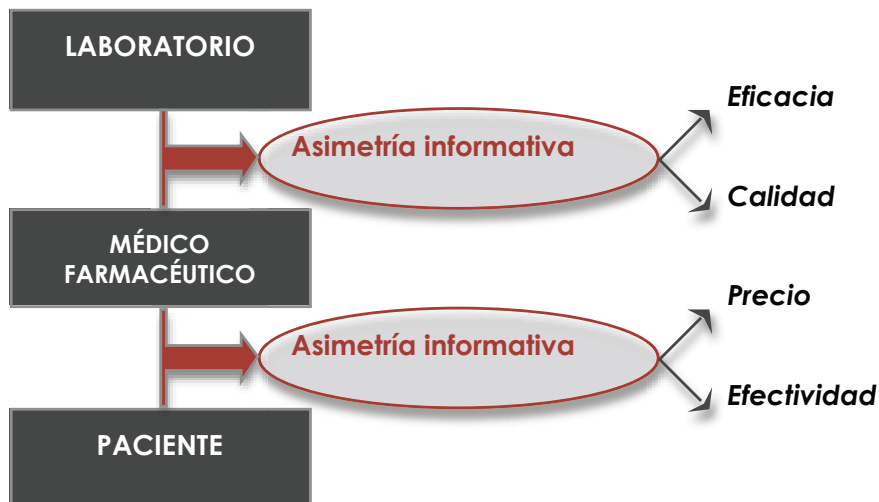 LABORATORIO
Asimetría informativa
Eficacia
Calidad
MÉDICO
FARMACÉUTICO
Asimetría informativa
Precio
Efectividad
PACIENTE